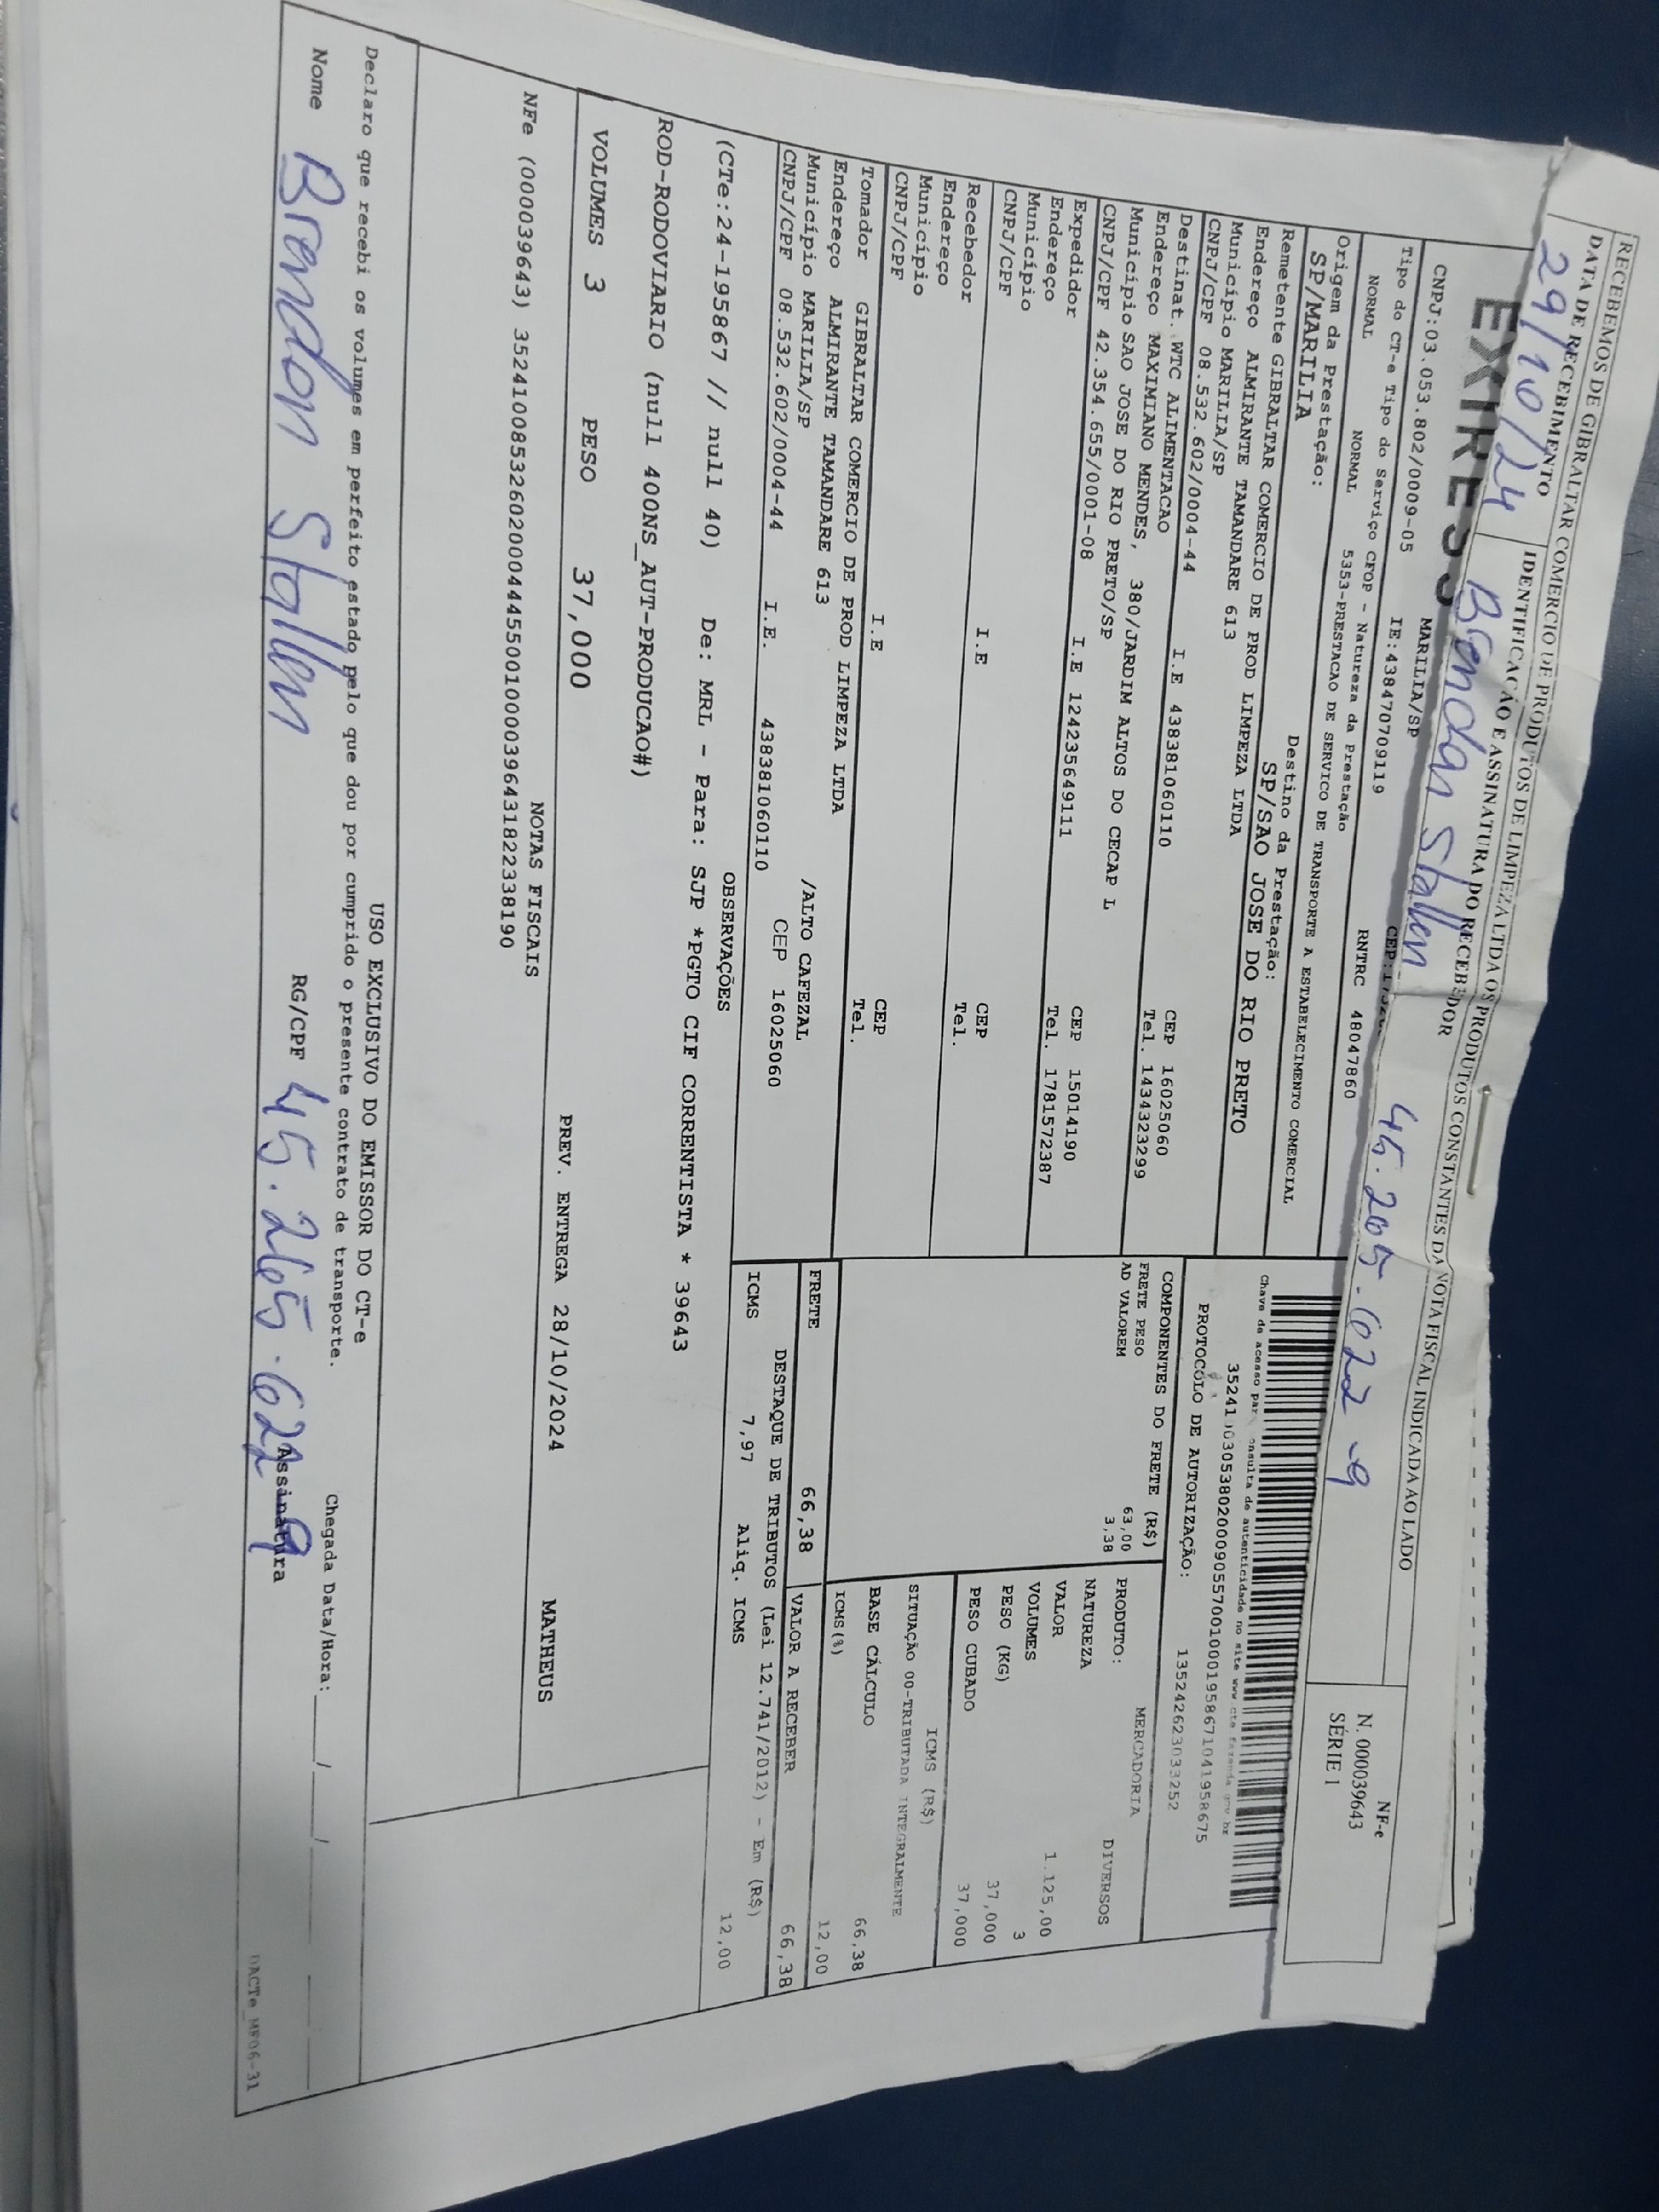 RECEBEMOS DE GIBRALTAR COMERCIO DE PRODUTOS DE LIMPEZA LTDA OS PRODUTOS CONSTANTES DA NOTA FISCAL INDICADA AO LADO
DATA DE RECEBIMENTO
IDENTIFICAÇÃO E ASSINATURA DO RECEBEDOR
29/10/24
Brendon Stallen
45.265.622-9
NF-e
N. 000039643
SÉRIE 1
EXPRESS
CNPJ:03.053.802/0009-05
MARILIA/SP
IE:438470709119
RNTRC 48047860
Tipo do CT-e Tipo do Serviço CFOP - Natureza da Prestação
NORMAL NORMAL 5353-PRESTACAO DE SERVICO DE TRANSPORTE A ESTABELECIMENTO COMERCIAL
Origem da Prestação: Destino da Prestação:
SP/MARILIA SP/SAO JOSE DO RIO PRETO
Remetente GIBRALTAR COMERCIO DE PROD LIMPEZA LTDA
Endereço ALMIRANTE TAMANDARE 613
Município MARILIA/SP CEP 16025060
CNPJ/CPF 08.532.602/0004-44 I.E 438381060110 Tel. 1434323299
Destinat. WTC ALIMENTACAO
Endereço MAXIMIANO MENDES, 380/JARDIM ALTOS DO CECAP L
Município SAO JOSE DO RIO PRETO/SP CEP 15014190
CNPJ/CPF 42.354.655/0001-08 I.E 124235649111 Tel. 1781572387
Expedidor
Endereço
Município CEP
CNPJ/CPF I.E Tel.
Recebedor
Endereço
Município CEP
CNPJ/CPF I.E Tel.
Tomador GIBRALTAR COMERCIO DE PROD LIMPEZA LTDA
Endereço ALMIRANTE TAMANDARE 613 /ALTO CAFEZAL
Município MARILIA/SP
CNPJ/CPF 08.532.602/0004-44 I.E. 438381060110 CEP 16025060
Chave de acesso para consulta de autenticidade no site www.cte.fazenda.gov.br
35241003053802000905570010001958671041958675
PROTOCOLO DE AUTORIZAÇÃO: 135242623033252
COMPONENTES DO FRETE (R$)
FRETE PESO 63,00
AD VALOREM 3,38
PRODUTO: MERCADORIA
NATUREZA DIVERSOS
VALOR 1.125,00
VOLUMES 3
PESO (KG) 37,000
PESO CUBADO 37,000
ICMS (R$)
SITUAÇÃO 00-TRIBUTADA INTEGRALMENTE
BASE CÁLCULO 66,38
ICMS(%) 12,00
FRETE 66,38
VALOR A RECEBER 66,38
DESTAQUE DE TRIBUTOS (Lei 12.741/2012) - Em (R$)
ICMS 7,97 Aliq. ICMS 12,00
OBSERVAÇÕES
(CTe:24-195867 // null 40) De: MRL - Para: SJP *PGTO CIF CORRENTISTA * 39643
ROD-RODOVIARIO (null 400NS_AUT-PRODUCAO#)
VOLUMES 3 PESO 37,000 PREV. ENTREGA 28/10/2024 MATHEUS
NOTAS FISCAIS
NFe (000039643) 35241008532602000444550010000396431822338190
USO EXCLUSIVO DO EMISSOR DO CT-e
Declaro que recebi os volumes em perfeito estado pelo que dou por cumprido o presente contrato de transporte.
Chegada Data/Hora:___/___/___ __:__
Nome Brendon Stallen RG/CPF 45.265.622 9 Assinatura
DACTe_MF06-31